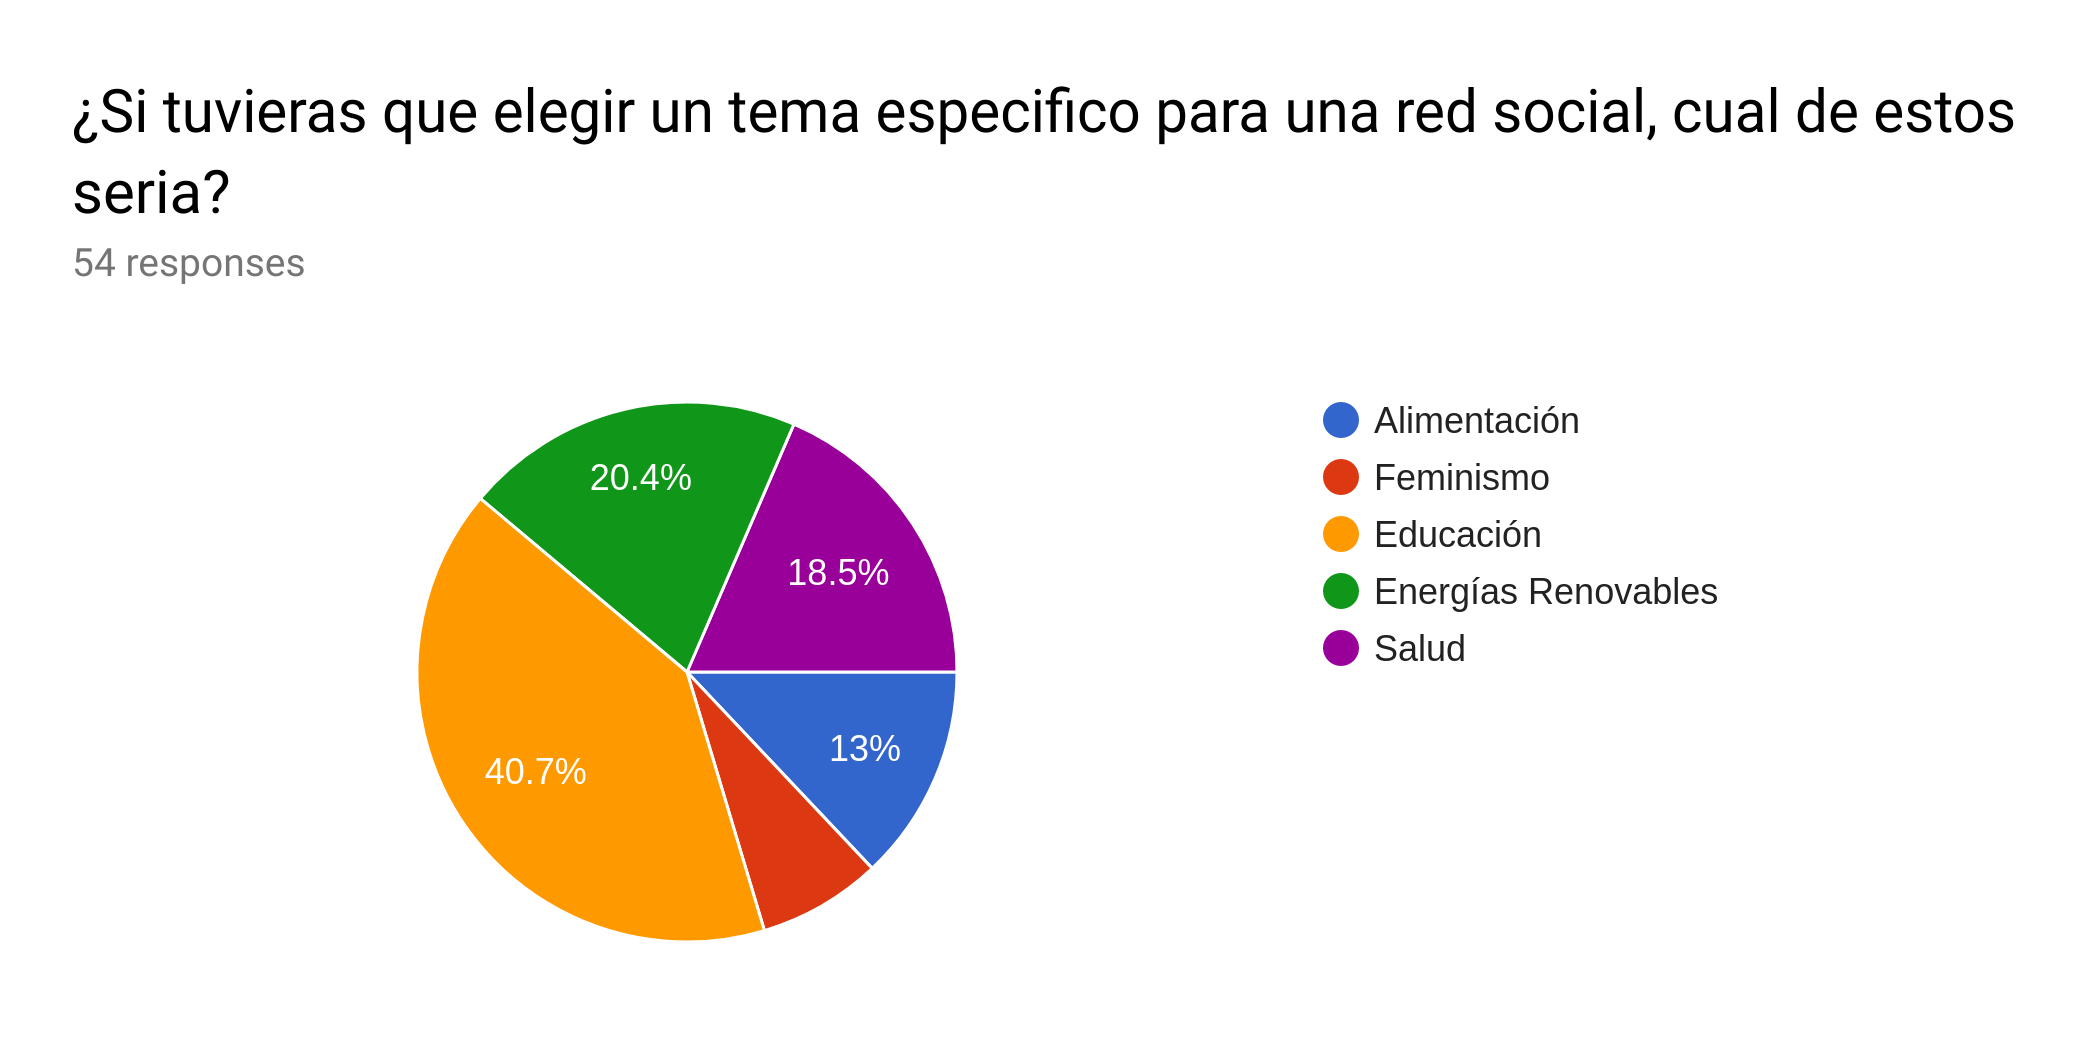 ¿Si tuvieras que elegir un tema especifico para una red social, cual de estos
seria?
54 responses
20.4%
18.5%
13%
40.7%
Alimentación
Feminismo
Educación
Energías Renovables
Salud